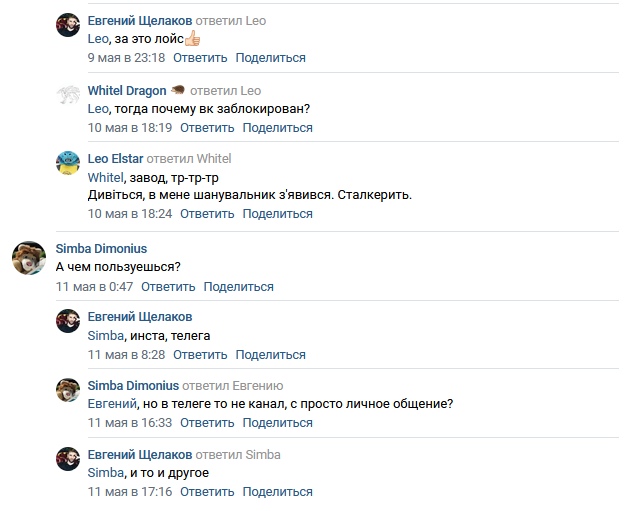 Евгений Щелаков ответил Leo
Leo, за это лойс👍
9 мая в 23:18 Ответить Поделиться
Whitel Dragon ответил Leo
Leo, тогда почему вк заблокирован?
10 мая в 18:19 Ответить Поделиться
Leo Elstar ответил Whitel
Whitel, завод, тр-тр-тр
Дивіться, в мене шанувальник з'явився. Сталкерить.
10 мая в 18:24 Ответить Поделиться
Simba Dimonius
А чем пользуешься?
11 мая в 0:47 Ответить Поделиться
Евгений Щелаков
Simba, инста, телега
11 мая в 8:28 Ответить Поделиться
Simba Dimonius ответил Евгению
Евгений, но в телеге то не канал, с просто личное общение?
11 мая в 16:33 Ответить Поделиться
Евгений Щелаков ответил Simba
Simba, и то и другое
11 мая в 17:16 Ответить Поделиться